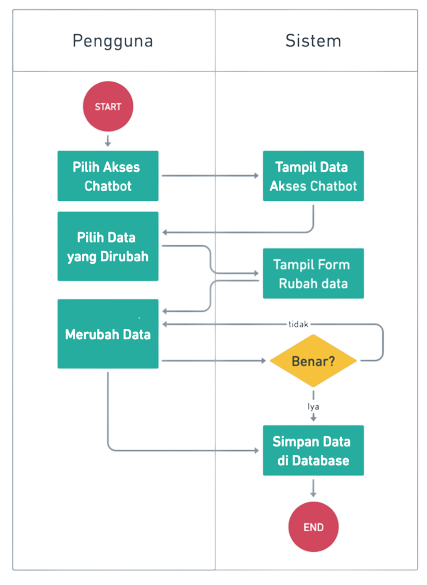 Pengguna
Sistem
START
Pilih Akses
Chatbot
Tampil Data
Akses Chatbot
Pilih Data
yang Dirubah
Tampil Form
Rubah data
Merubah Data
tidak
Benar?
Iya
Simpan Data
di Database
END